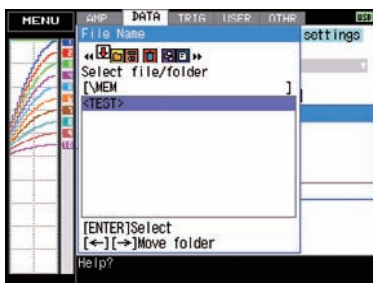 MENU AMP DATA TRIG USER OTHR USB
File Name
settings
Select file/folder
[\MEM ]
<TEST>
[ENTER]Select
[←][→]Move folder
Help?